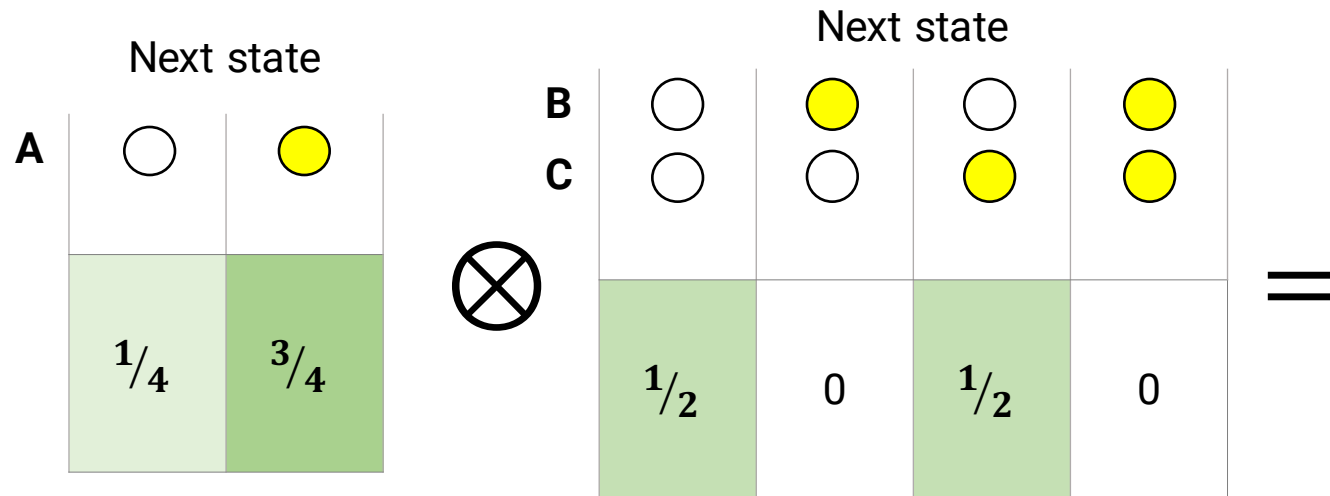 Next state
A
1/4 3/4
Next state
B
C
1/2 0 1/2 0
=